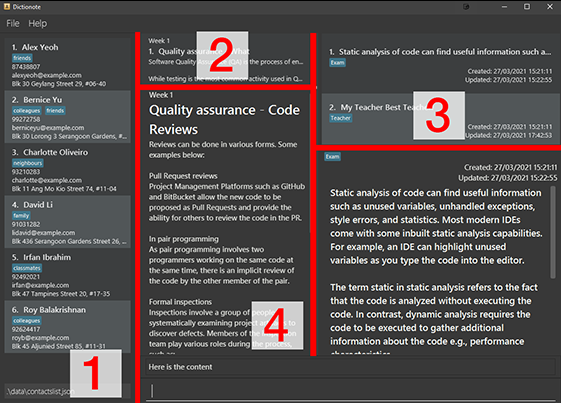 Dictionote
File Help
1. Alex Yeoh
friends
87438807
alexyeoh@example.com
Blk 30 Geylang Street 29, #06-40
2. Bernice Yu
colleagues friends
99272758
berniceyu@example.com
Blk 30 Lorong 3 Serangoon Gardens, #...
3. Charlotte Oliveiro
neighbours
93210283
charlotte@example.com
Blk 11 Ang Mo Kio Street 74, #11-04
4. David Li
family
91031282
lidavid@example.com
Blk 436 Serangoon Gardens Street 26, ...
5. Irfan Ibrahim
classmates
92492021
irfan@example.com
Blk 47 Tampines Street 20, #17-35
6. Roy Balakrishnan
colleagues
92624417
royb@example.com
Blk 45 Aljunied Street 85, #11-31
1
.\data\contactslist.json
Week 1
1. Quality assurance - What
Software Quality Assurance (QA) is the process of en...
While testing is the most common activity used in Q...
2
Week 1
Quality assurance - Code
Reviews
Reviews can be done in various forms. Some
examples below:
Pull Request reviews
Project Management Platforms such as GitHub
and BitBucket allow the new code to be
proposed as Pull Requests and provide the
ability for others to review the code in the PR.
In pair programming
As pair programming involves two
programmers working on the same code at
the same time, there is an implicit review of
the code by the other member of the pair.
Formal inspections
Inspections involve a group of people
systematically examining project artifacts to
discover defects. Members of the inspection
team play various roles during the process,
such as
4
1. Static analysis of code can find useful information such a...
Exam
Created: 27/03/2021 15:21:11
Updated: 27/03/2021 15:22:55
2. My Teacher Best Teacher
Teacher
15:21:11
Updated: 27/03/2021 17:42:53
3
Exam
Created: 27/03/2021 15:21:11
Updated: 27/03/2021 15:22:55
Static analysis of code can find useful information
such as unused variables, unhandled exceptions,
style errors, and statistics. Most modern IDEs
come with some inbuilt static analysis capabilities.
For example, an IDE can highlight unused
variables as you type the code into the editor.
The term static in static analysis refers to the fact
that the code is analyzed without executing the
code. In contrast, dynamic analysis requires the
code to be executed to gather additional
information about the code e.g., performance
characteristics
Here is the content